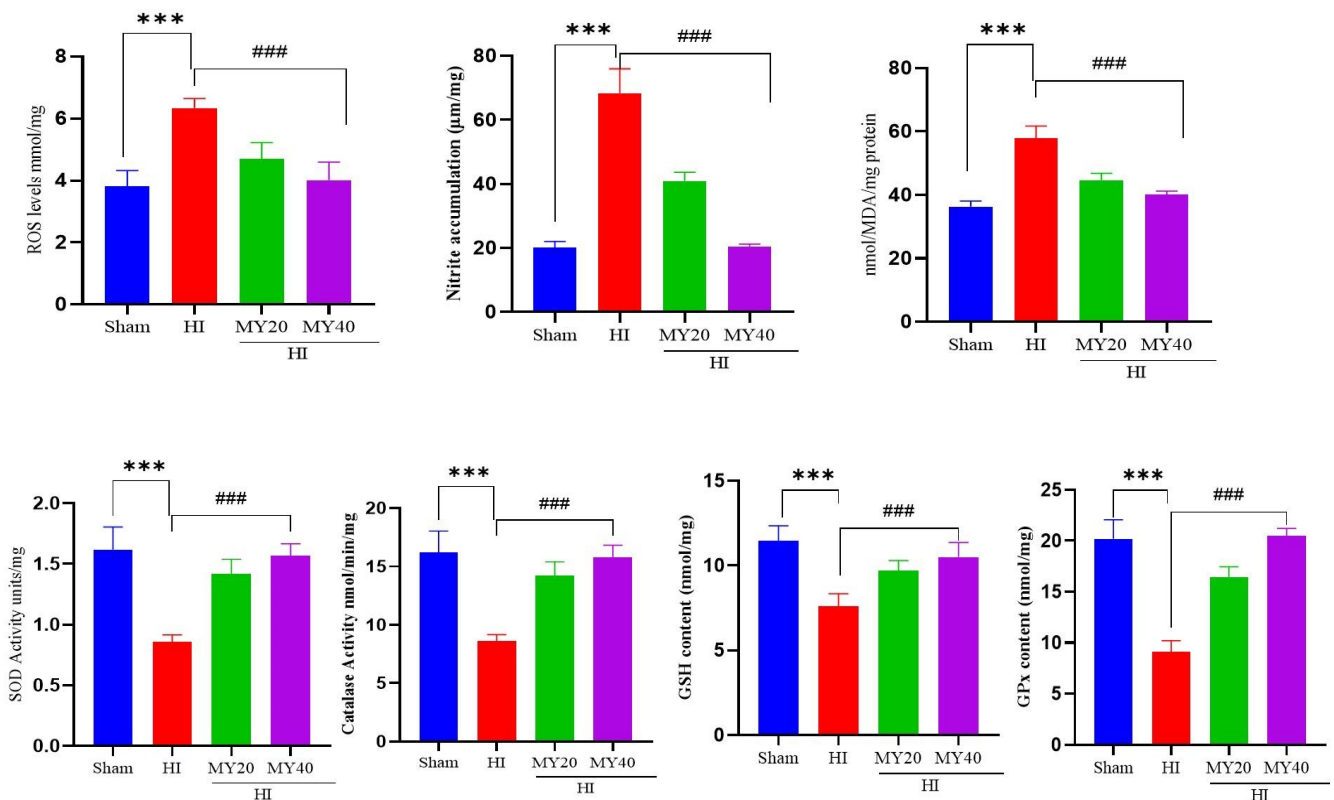 ***
###
ROS levels mmol/mg
8
6
4
2
0
Sham HI MY20 MY40
HI
***
###
Nitrite accumulation (µm/mg)
80
60
40
20
0
Sham HI MY20 MY40
HI
***
###
nmol/MDA/mg protein
80
60
40
20
0
Sham HI MY20 MY40
HI
***
###
SOD Activity units/mg
2.0
1.5
1.0
0.5
0.0
Sham HI MY20 MY40
HI
***
###
Catalase Activity nmol/min/mg
20
15
10
5
0
Sham HI MY20 MY40
HI
***
###
GSH content (nmol/mg)
15
10
5
0
Sham HI MY20 MY40
HI
***
###
GPx content (nmol/mg)
25
20
15
10
5
0
Sham HI MY20 MY40
HI